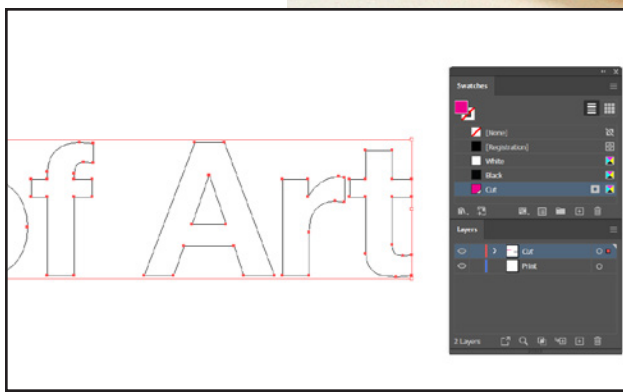 of Art
Swatches
[None]
[Registration]
White
Black
Cut
Layers
Cut
Print
2 Layers